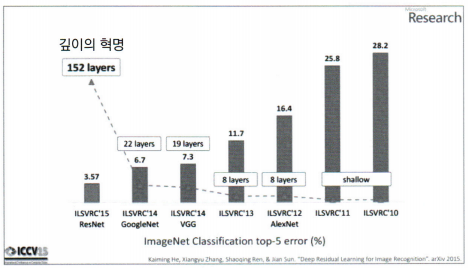 Microsoft
Research
깊이의 혁명
152 layers
28.2
25.8
16.4
11.7
22 layers
19 layers
6.7
7.3
3.57
8 layers
8 layers
shallow
ILSVRC'15
ResNet
ILSVRC'14
GoogleNet
ILSVRC'14
VGG
ILSVRC'13
ILSVRC'12
AlexNet
ILSVRC'11
ILSVRC'10
ImageNet Classification top-5 error (%)
ICCV15
Kaiming He, Xiangyu Zhang, Shaoqing Ren, & Jian Sun. "Deep Residual Learning for Image Recognition". arXiv 2015.